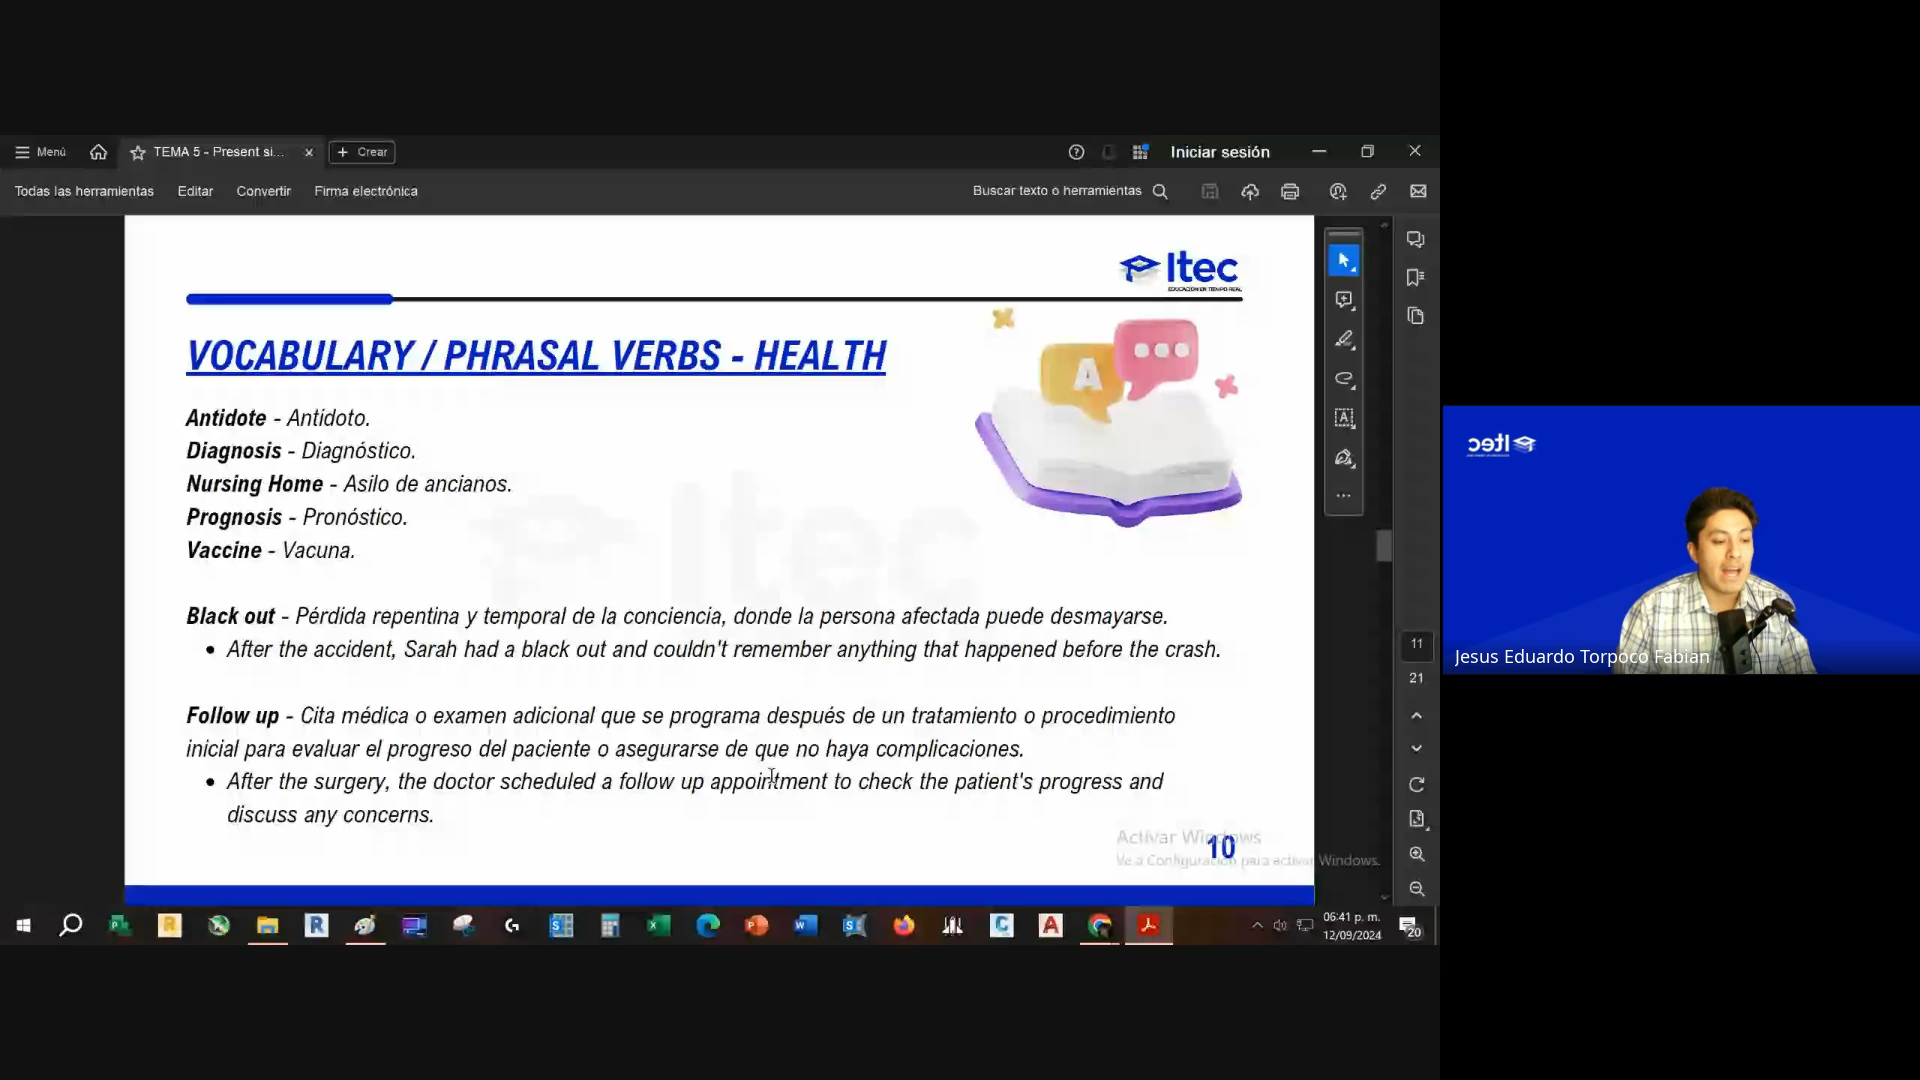 Menú
TEMA 5 - Present si...
Crear
Iniciar sesión
Todas las herramientas
Editar
Convertir
Firma electrónica
Buscar texto o herramientas
Itec
EDUCACIÓN EN TIEMPO REAL
VOCABULARY / PHRASAL VERBS - HEALTH
A
Antidote - Antídoto.
Diagnosis - Diagnóstico.
Nursing Home - Asilo de ancianos.
Prognosis - Pronóstico.
Vaccine - Vacuna.
Itec
Black out - Pérdida repentina y temporal de la conciencia, donde la persona afectada puede desmayarse.
• After the accident, Sarah had a black out and couldn't remember anything that happened before the crash.
Follow up - Cita médica o examen adicional que se programa después de un tratamiento o procedimiento
inicial para evaluar el progreso del paciente o asegurarse de que no haya complicaciones.
• After the surgery, the doctor scheduled a follow up appointment to check the patient's progress and
discuss any concerns.
10
Activar Windows
Ve a Configuración para activar Windows.
11
21
06:41 p. m.
12/09/2024
20
Itec
Jesus Eduardo Torpoco Fabian